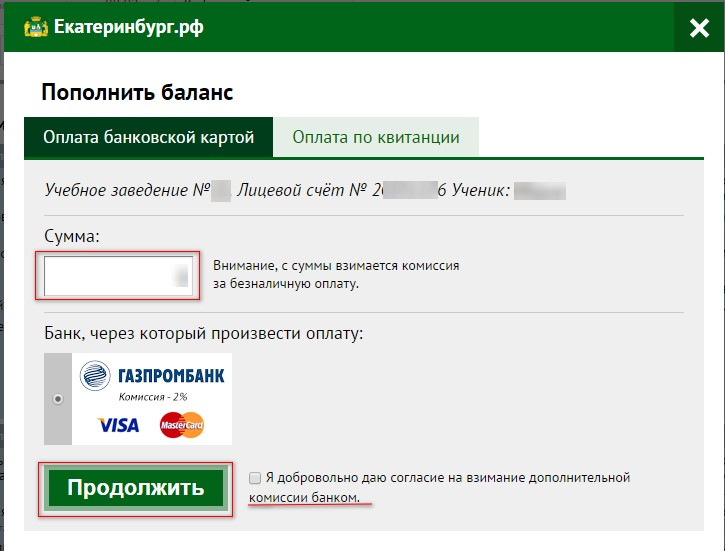 Екатеринбург.рф
Пополнить баланс
Оплата банковской картой Оплата по квитанции
Учебное заведение № Лицевой счёт № 2 6 Ученик:
Сумма:
Внимание, с суммы взимается комиссия
за безналичную оплату.
Банк, через который произвести оплату:
ГАЗПРОМБАНК
Комиссия - 2%
VISA MasterCard
Продолжить
Я добровольно даю согласие на взимание дополнительной
комиссии банком.